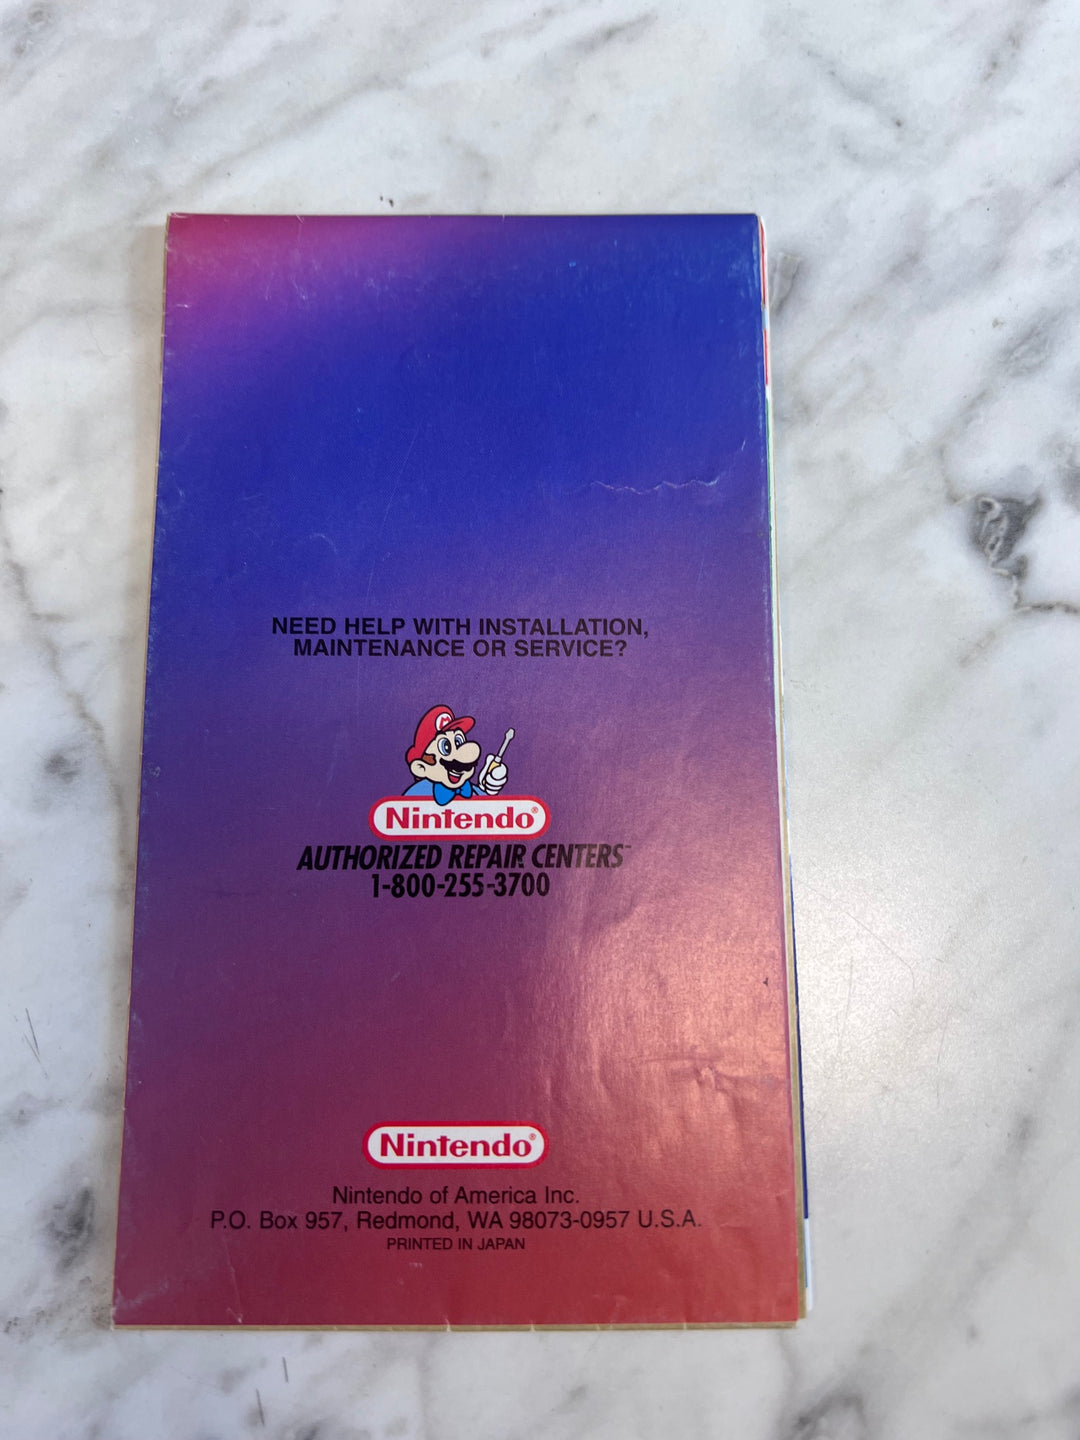 NEED HELP WITH INSTALLATION,
MAINTENANCE OR SERVICE?
M
Nintendo®
AUTHORIZED REPAIR CENTERS™
1-800-255-3700
Nintendo®
Nintendo of America Inc.
P.O. Box 957, Redmond, WA 98073-0957 U.S.A.
PRINTED IN JAPAN